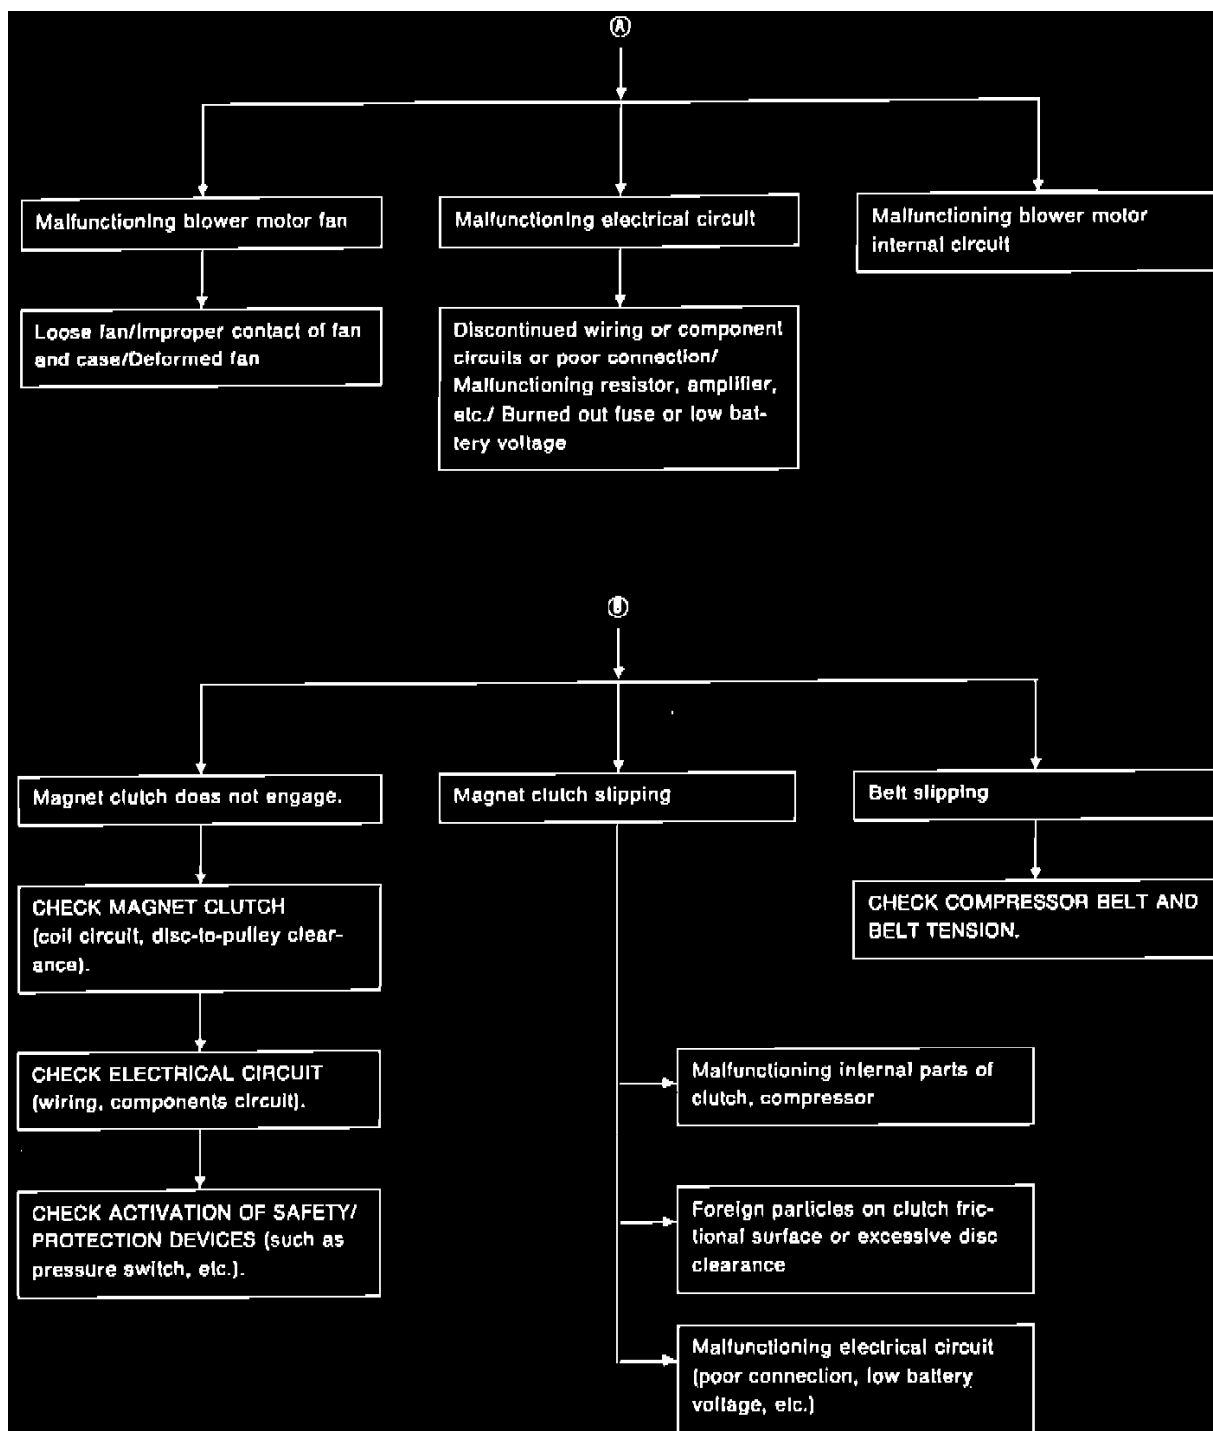 A
Malfunctioning blower motor fan
Malfunctioning electrical circuit
Malfunctioning blower motor
internal circuit
Loose fan/Improper contact of fan
and case/Deformed fan
Discontinued wiring or component
circuits or poor connection/
Malfunctioning resistor, amplifier,
etc./ Burned out fuse or low bat-
tery voltage
Magnet clutch does not engage.
Magnet clutch slipping
Belt slipping
CHECK MAGNET CLUTCH
(coil circuit, disc-to-pulley clear-
ance).
CHECK COMPRESSOR BELT AND
BELT TENSION.
CHECK ELECTRICAL CIRCUIT
(wiring, components circuit).
CHECK ACTIVATION OF SAFETY/
PROTECTION DEVICES (such as
pressure switch, etc.).
Malfunctioning internal parts of
clutch, compressor
Foreign particles on clutch fric-
tional surface or excessive disc
clearance
Malfunctioning electrical circuit
(poor connection, low battery
voltage, etc.)